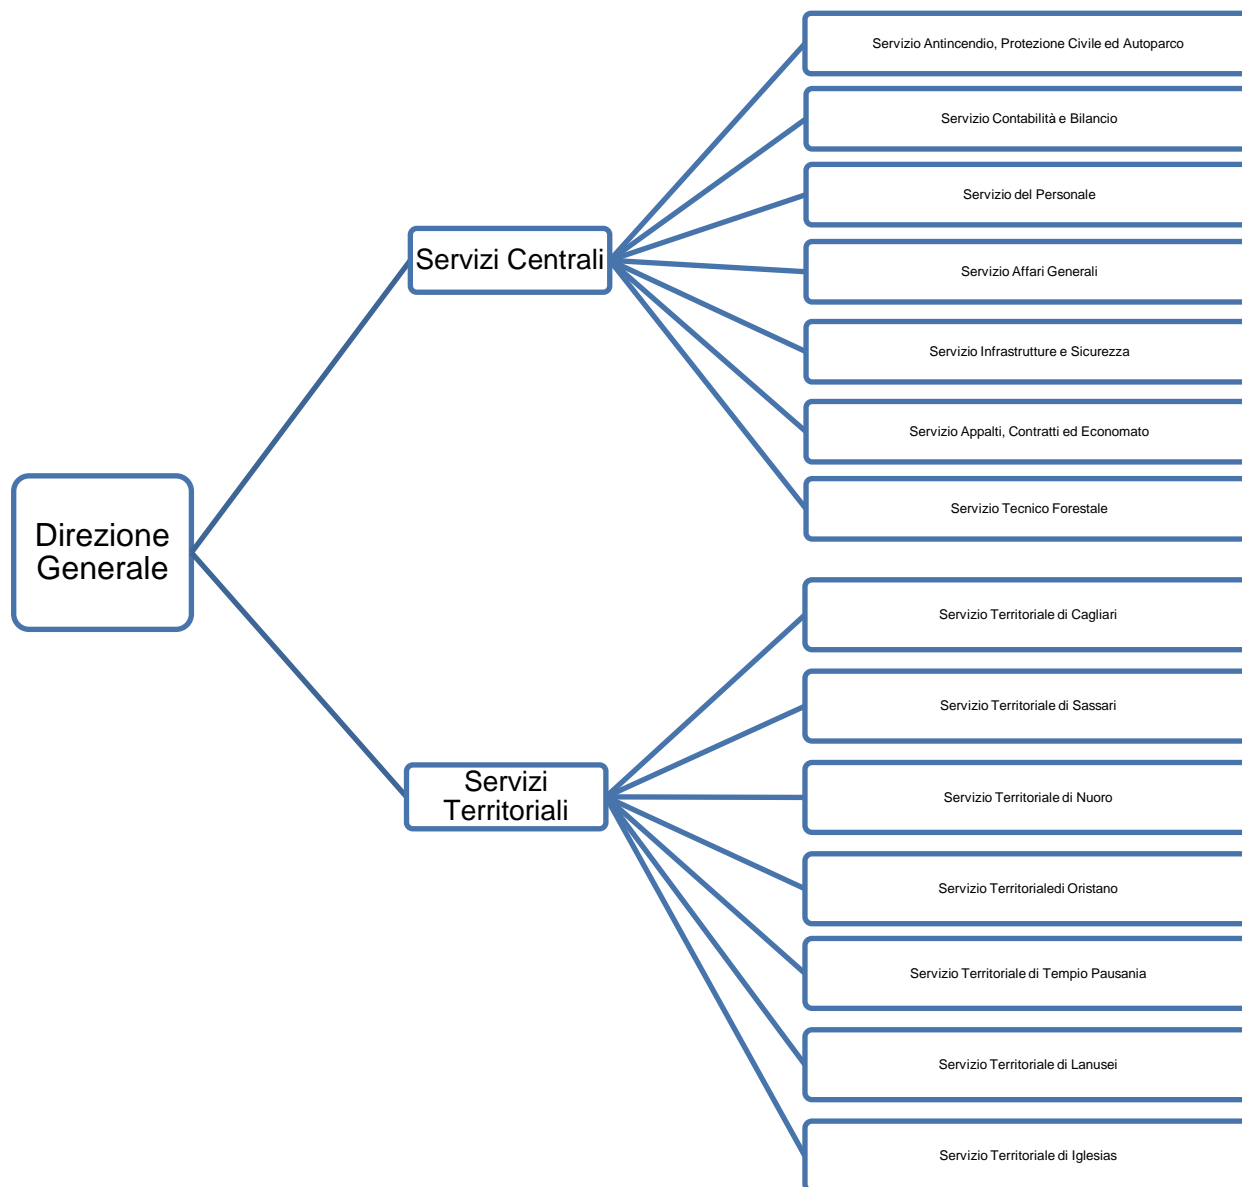 Direzione
Generale
Servizi Centrali
Servizio Antincendio, Protezione Civile ed Autoparco
Servizio Contabilità e Bilancio
Servizio del Personale
Servizio Affari Generali
Servizio Infrastrutture e Sicurezza
Servizio Appalti, Contratti ed Economato
Servizio Tecnico Forestale
Servizi
Territoriali
Servizio Territoriale di Cagliari
Servizio Territoriale di Sassari
Servizio Territoriale di Nuoro
Servizio Territorialedi Oristano
Servizio Territoriale di Tempio Pausania
Servizio Territoriale di Lanusei
Servizio Territoriale di Iglesias